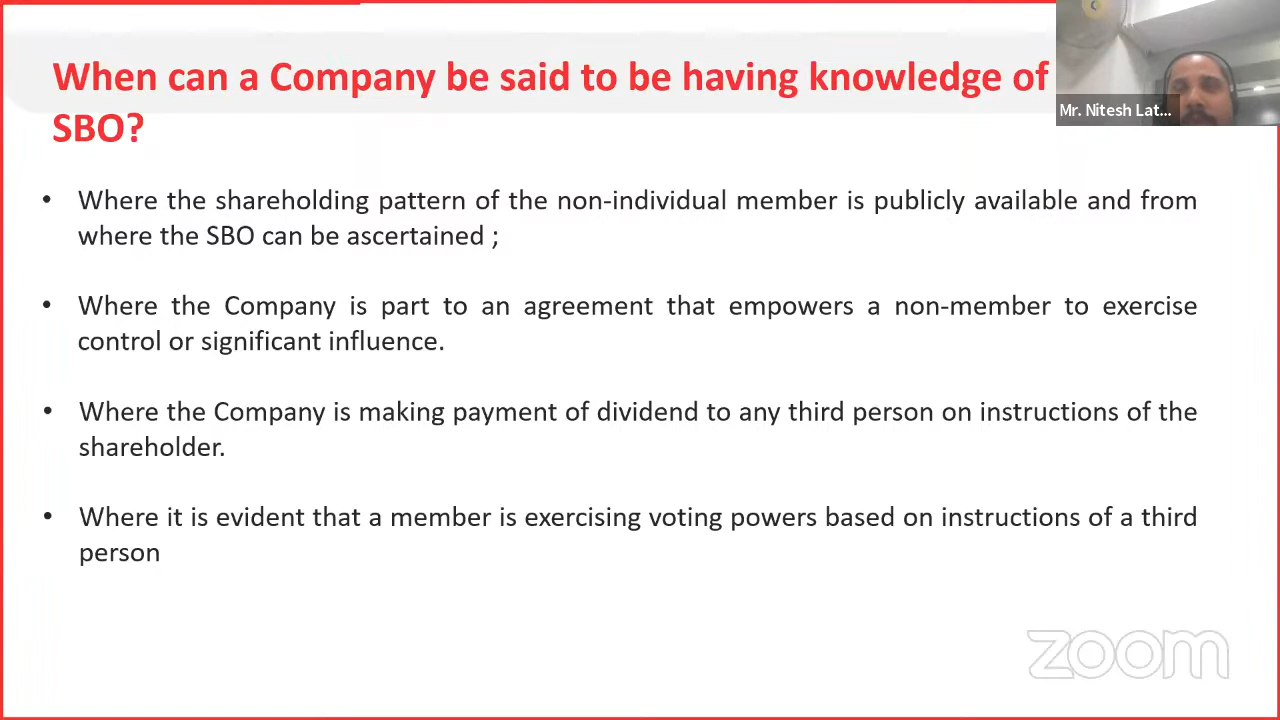 When can a Company be said to be having knowledge of
SBO?
Mr. Nitesh Lat...
• Where the shareholding pattern of the non-individual member is publicly available and from
where the SBO can be ascertained ;
• Where the Company is part to an agreement that empowers a non-member to exercise
control or significant influence.
• Where the Company is making payment of dividend to any third person on instructions of the
shareholder.
• Where it is evident that a member is exercising voting powers based on instructions of a third
person
zoom